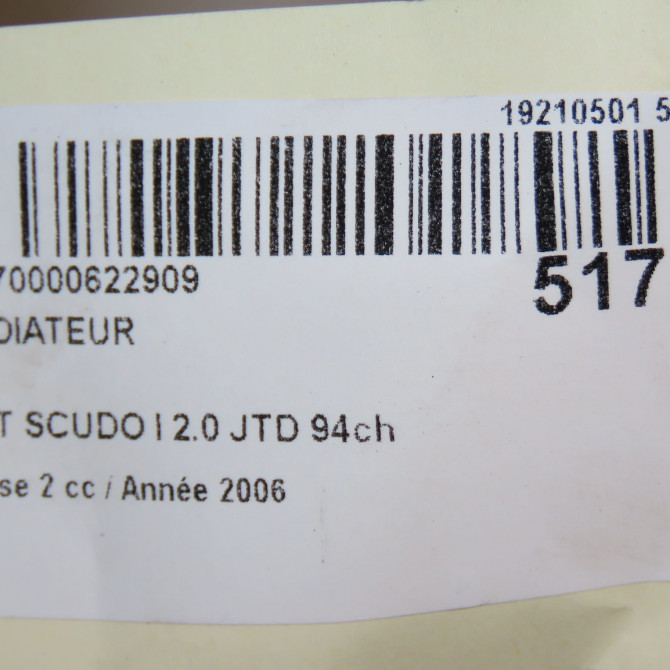 19210501 5
70000622909
517
DIATEUR
T SCUDO I 2.0 JTD 94ch
se 2 cc / Année 2006